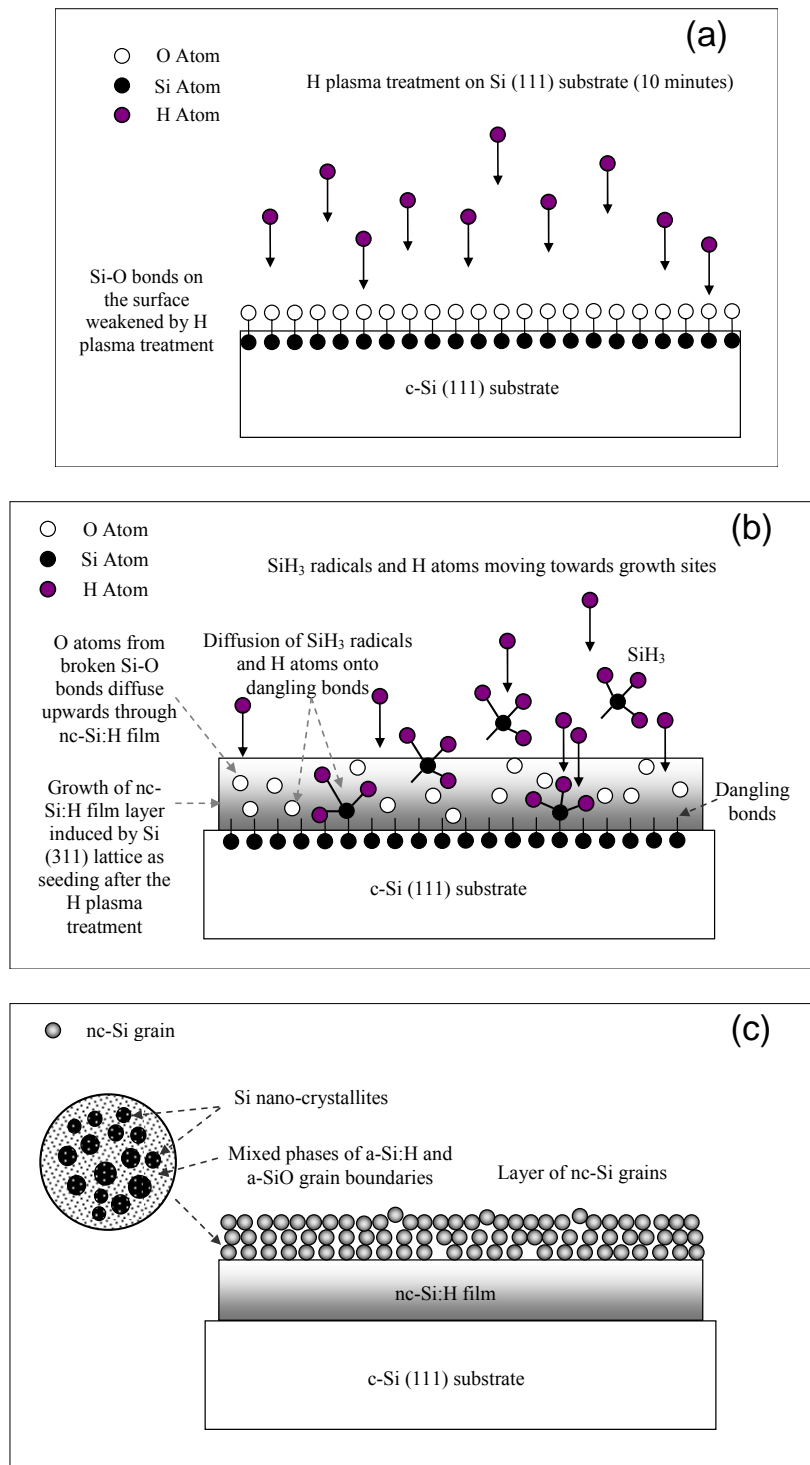 (a)
O Atom
Si Atom
H Atom
H plasma treatment on Si (111) substrate (10 minutes)
Si-O bonds on
the surface
weakened by H
plasma treatment
c-Si (111) substrate
(b)
O Atom
Si Atom
H Atom
SiH₃ radicals and H atoms moving towards growth sites
O atoms from
broken Si-O
bonds diffuse
upwards through
nc-Si:H film
Diffusion of SiH₃ radicals
and H atoms onto
dangling bonds
SiH₃
Growth of nc-
Si:H film layer
induced by Si
(311) lattice as
seeding after the
H plasma
treatment
Dangling
bonds
c-Si (111) substrate
(c)
nc-Si grain
Si nano-crystallites
Mixed phases of a-Si:H and
a-SiO grain boundaries
Layer of nc-Si grains
nc-Si:H film
c-Si (111) substrate